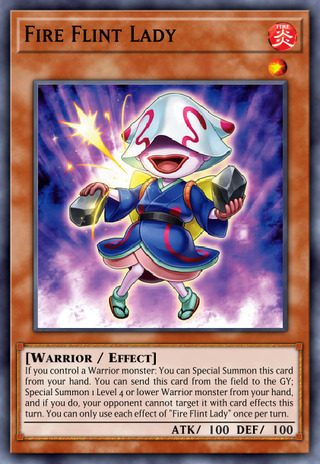 Fire Flint Lady
FIRE
炎
[Warrior / Effect]
If you control a Warrior monster: You can Special Summon this card
from your hand. You can send this card from the field to the GY;
Special Summon 1 Level 4 or lower Warrior monster from your hand,
and if you do, your opponent cannot target it with card effects this
turn. You can only use each effect of "Fire Flint Lady" once per turn.
ATK/ 100 DEF/ 100